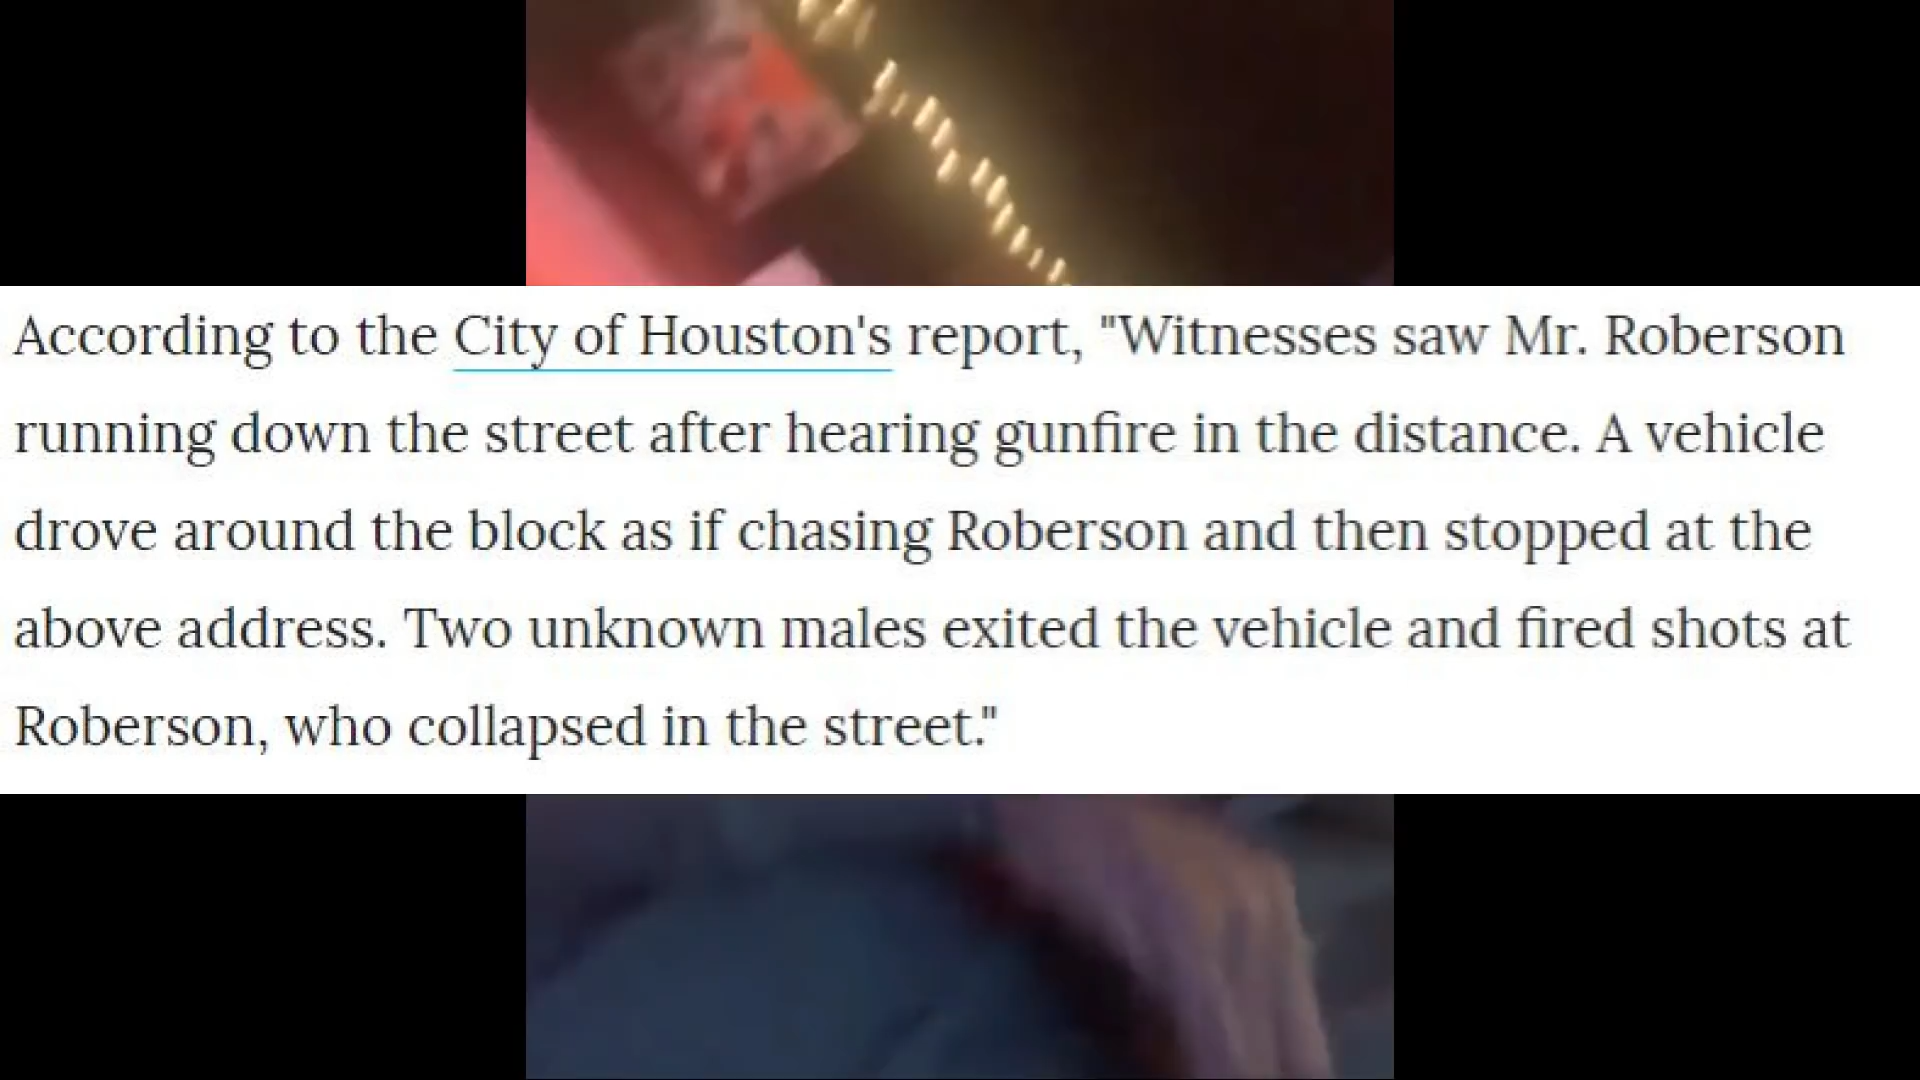 According to the City of Houston's report, "Witnesses saw Mr. Roberson
running down the street after hearing gunfire in the distance. A vehicle
drove around the block as if chasing Roberson and then stopped at the
above address. Two unknown males exited the vehicle and fired shots at
Roberson, who collapsed in the street."